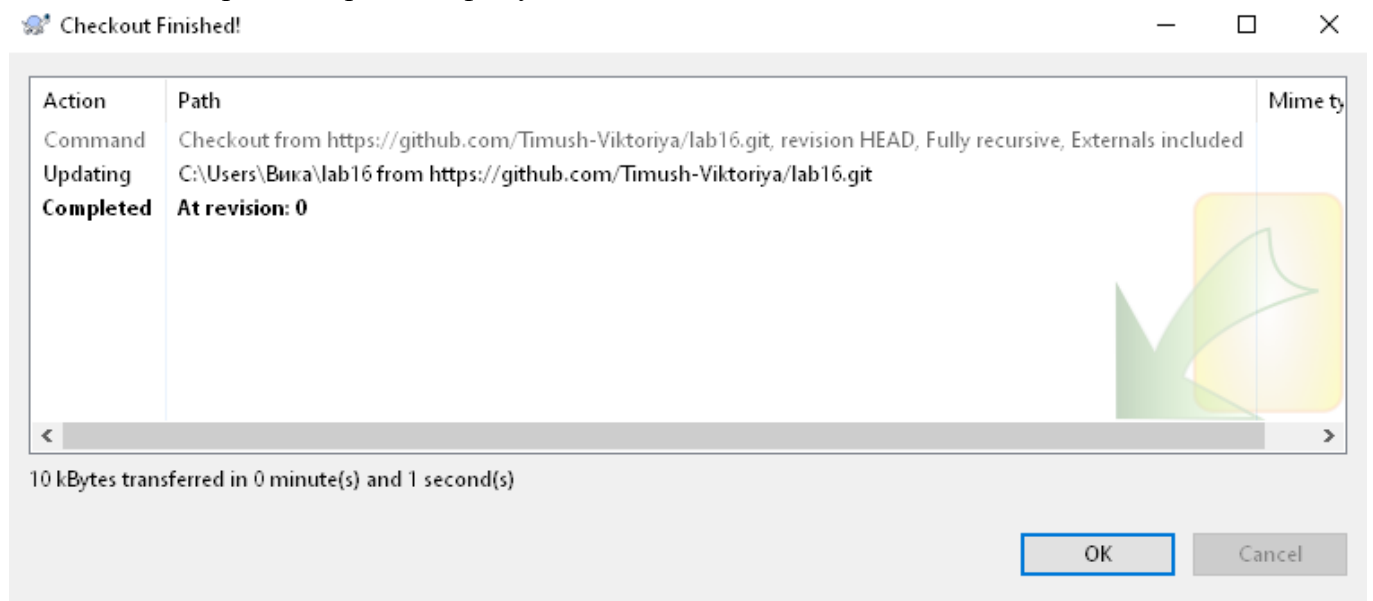 Checkout Finished!
Action Path Mime ty
Command Checkout from https://github.com/Timush-Viktoriya/lab16.git, revision HEAD, Fully recursive, Externals included
Updating C:\Users\Вика\lab16 from https://github.com/Timush-Viktoriya/lab16.git
Completed At revision: 0
10 kBytes transferred in 0 minute(s) and 1 second(s)
OK Cancel